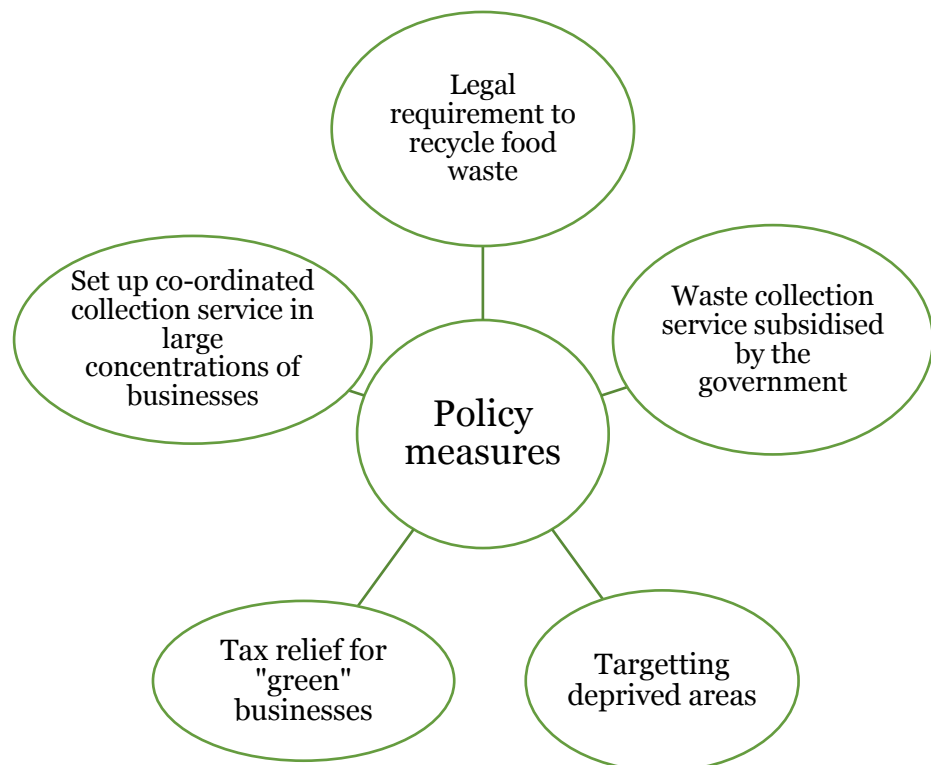 Legal
requirement to
recycle food
waste
Set up co-ordinated
collection service in
large
concentrations of
businesses
Waste collection
service subsidised
by the
government
Policy
measures
Tax relief for
"green"
businesses
Targetting
deprived areas